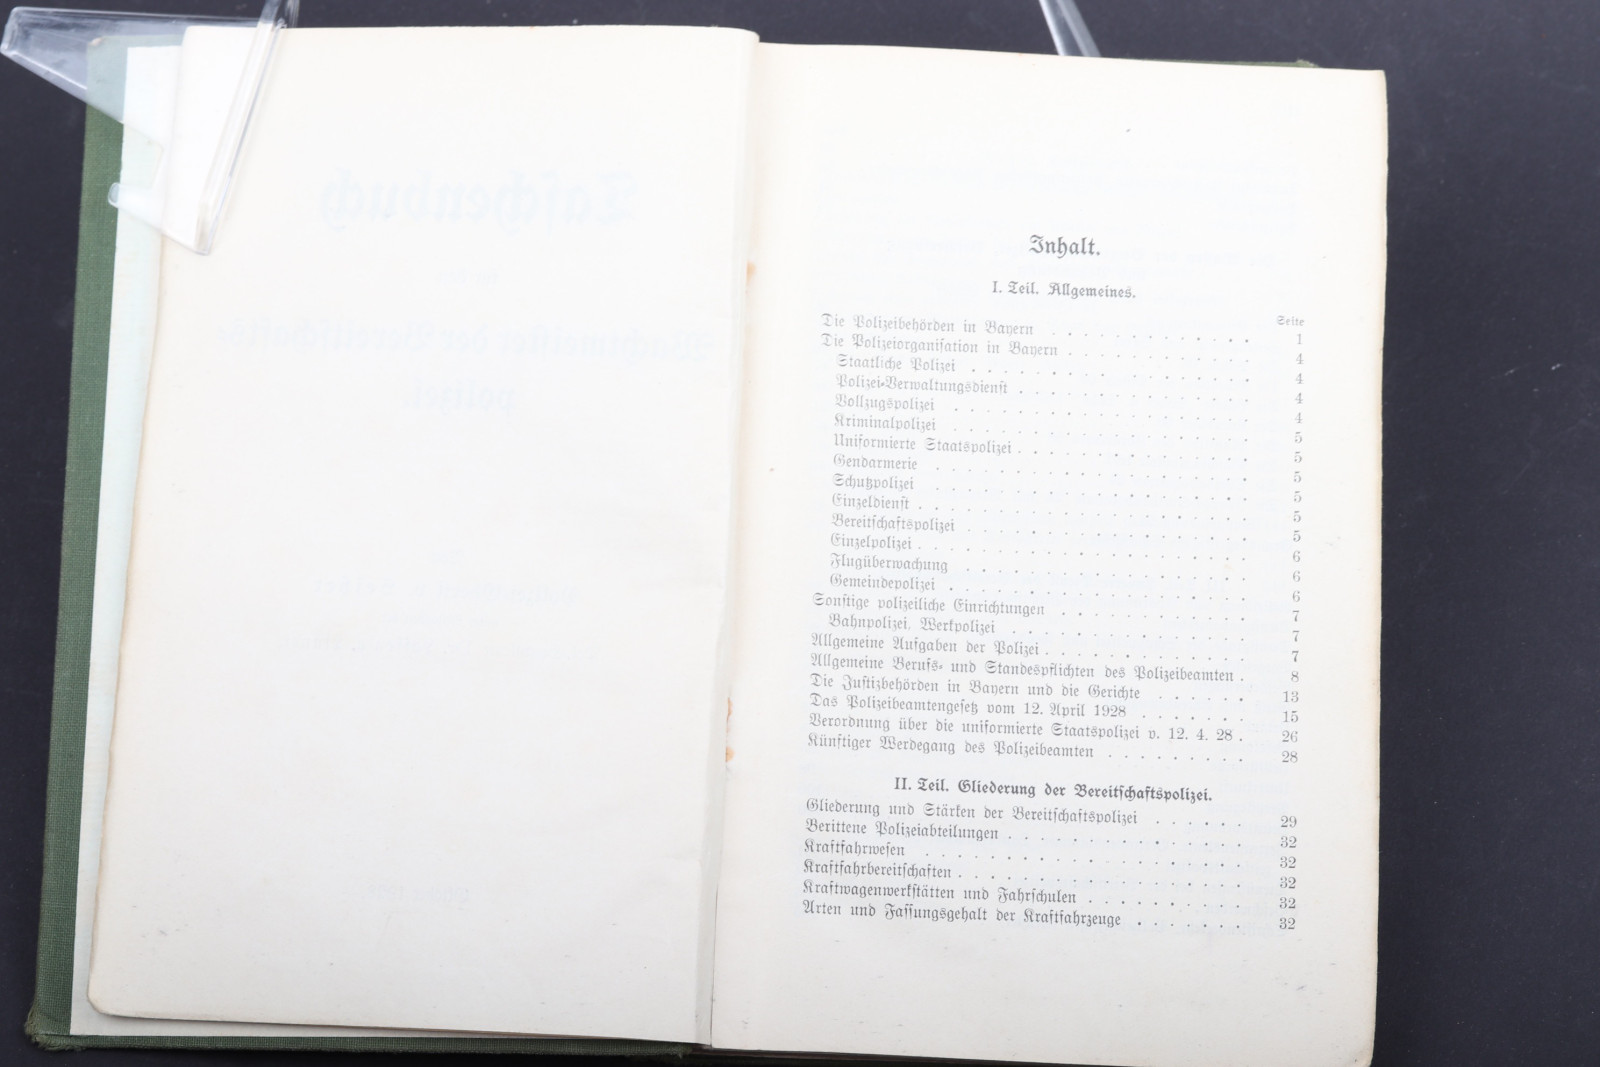 Taschenbuch
Wachtmeister der Bereitschafts-
polizei.
Inhalt.
I. Teil. Allgemeines.
Seite
Die Polizeibehörden in Bayern . . . . . . . . . . . 1
Die Polizeiorganisation in Bayern . . . . . . . . . . 4
Staatliche Polizei . . . . . . . . . . . . . . . 4
Polizei-Verwaltungsdienst . . . . . . . . . . . . 4
Vollzugspolizei . . . . . . . . . . . . . . . . 4
Kriminalpolizei . . . . . . . . . . . . . . . . 5
Uniformierte Staatspolizei . . . . . . . . . . . . 5
Gendarmerie . . . . . . . . . . . . . . . . . 5
Schutzpolizei . . . . . . . . . . . . . . . . . 5
Einzeldienst . . . . . . . . . . . . . . . . . . 5
Bereitschaftspolizei . . . . . . . . . . . . . . . 5
Einzelpolizei . . . . . . . . . . . . . . . . . . 6
Flugüberwachung . . . . . . . . . . . . . . . 6
Gemeindepolizei . . . . . . . . . . . . . . . . 6
Sonstige polizeiliche Einrichtungen . . . . . . . . . . 7
Bahnpolizei, Werkpolizei . . . . . . . . . . . . . 7
Allgemeine Aufgaben der Polizei . . . . . . . . . . . 7
Allgemeine Berufs- und Standespflichten des Polizeibeamten . 8
Die Justizbehörden in Bayern und die Gerichte . . . . . . 13
Das Polizeibeamtengesetz vom 12. April 1928 . . . . . . . 15
Verordnung über die uniformierte Staatspolizei v. 12. 4. 28 . 26
Künftiger Werdegang des Polizeibeamten . . . . . . . . 28
II. Teil. Gliederung der Bereitschaftspolizei.
Gliederung und Stärken der Bereitschaftspolizei . . . . . . 29
Berittene Polizeiabteilungen . . . . . . . . . . . . . 32
Kraftfahrwesen . . . . . . . . . . . . . . . . . . 32
Kraftfahrbereitschaften . . . . . . . . . . . . . . . . 32
Kraftwagenwerkstätten und Fahrschulen . . . . . . . . . 32
Arten und Fassungsgehalt der Kraftfahrzeuge . . . . . . . 32